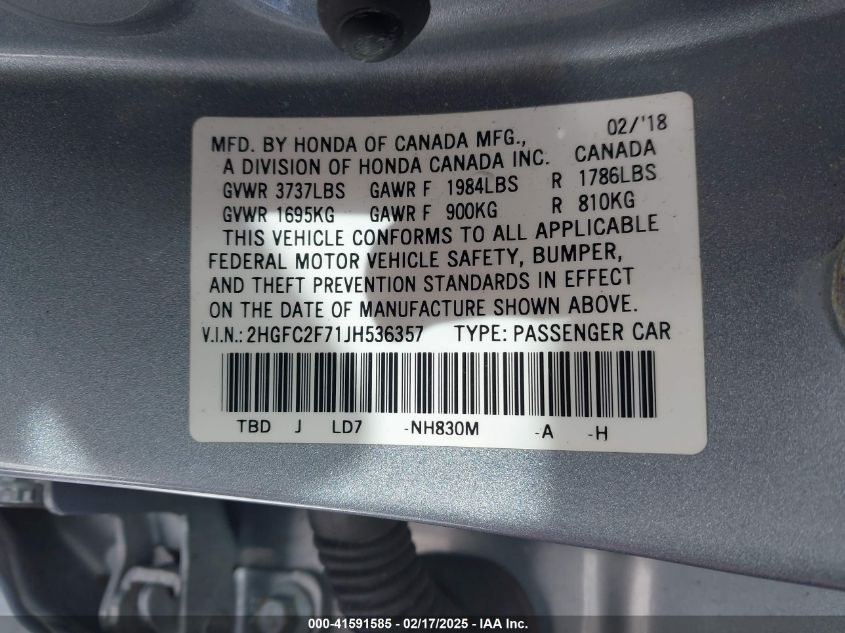 02/'18
MFD. BY HONDA OF CANADA MFG.,
A DIVISION OF HONDA CANADA INC. CANADA
GVWR 3737LBS GAWR F 1984LBS R 1786LBS
GVWR 1695KG GAWR F 900KG R 810KG
THIS VEHICLE CONFORMS TO ALL APPLICABLE
FEDERAL MOTOR VEHICLE SAFETY, BUMPER,
AND THEFT PREVENTION STANDARDS IN EFFECT
ON THE DATE OF MANUFACTURE SHOWN ABOVE.
V.I.N.: 2HGFC2F71JH536357 TYPE: PASSENGER CAR
TBD J LD7 -NH830M -A -H
000-41591585 - 02/17/2025 - IAA Inc.